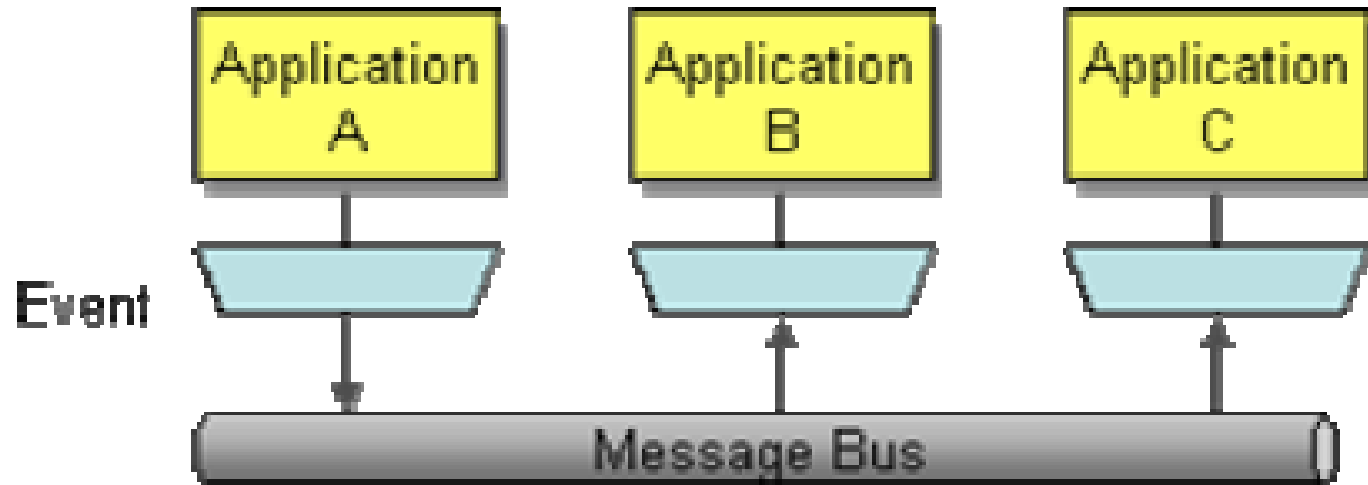 Application
A
Application
B
Application
C
Event
Message Bus